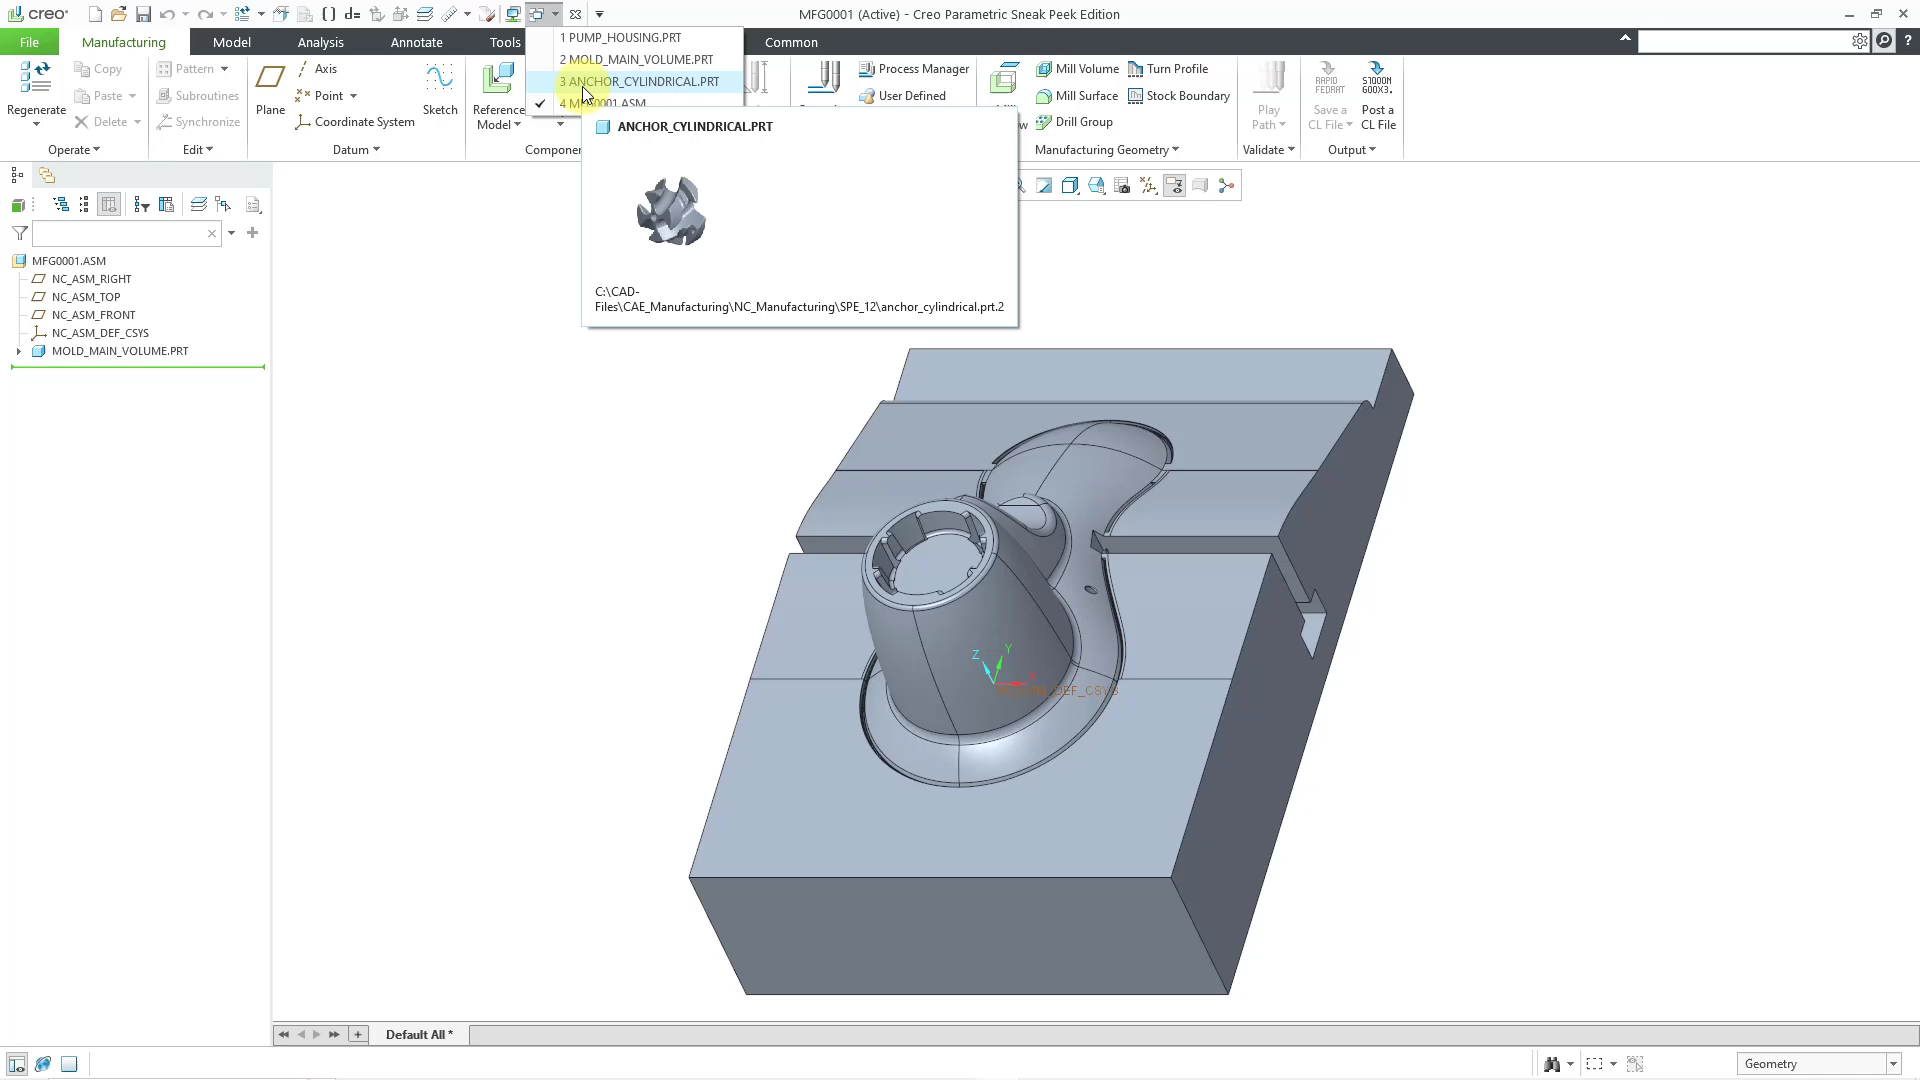 creo
d=
MFG0001 (Active) - Creo Parametric Sneak Peek Edition
File
Manufacturing
Model
Analysis
Annotate
Tools
Common
1 PUMP_HOUSING.PRT
2 MOLD_MAIN_VOLUME.PRT
3 ANCHOR_CYLINDRICAL.PRT
Regenerate
Copy
Paste
Delete
Operate
Pattern
Subroutines
Synchronize
Edit
Plane
Axis
Point
Coordinate System
Sketch
Datum
Reference
Model
Process Manager
User Defined
Mill Volume
Mill Surface
Drill Group
Turn Profile
Stock Boundary
Manufacturing Geometry
Play
Path
Validate
RAPID
FEDRAT
Save a
CL File
Post a
CL File
Output
ANCHOR_CYLINDRICAL.PRT
C:\CAD-
Files\CAE_Manufacturing\NC_Manufacturing\SPE_12\anchor_cylindrical.prt.2
MFG0001.ASM
NC_ASM_RIGHT
NC_ASM_TOP
NC_ASM_FRONT
NC_ASM_DEF_CSYS
MOLD_MAIN_VOLUME.PRT
Z
Y
Default All *
Geometry